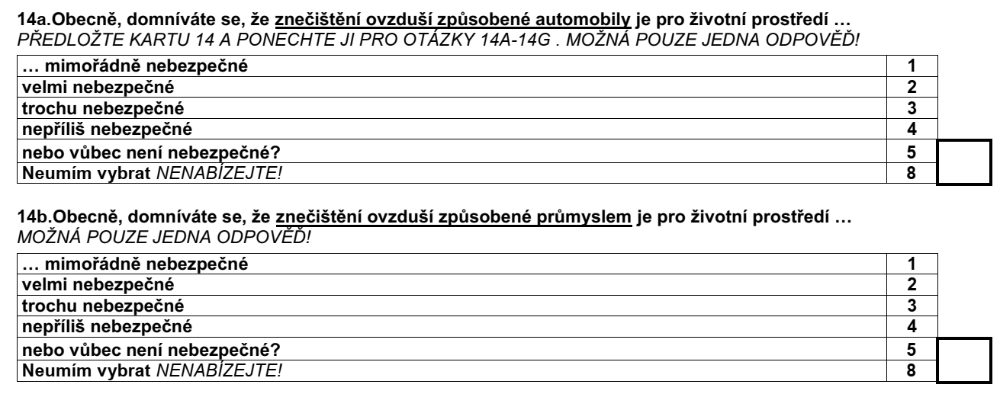 14a.Obecně, domníváte se, že znečištění ovzduší způsobené automobily je pro životní prostředí …
PŘEDLOŽTE KARTU 14 A PONECHTE JI PRO OTÁZKY 14A-14G . MOŽNÁ POUZE JEDNA ODPOVĚĎ!
… mimořádně nebezpečné 1
velmi nebezpečné 2
trochu nebezpečné 3
nepříliš nebezpečné 4
nebo vůbec není nebezpečné? 5
Neumím vybrat NENABÍZEJTE! 8
14b.Obecně, domníváte se, že znečištění ovzduší způsobené průmyslem je pro životní prostředí …
MOŽNÁ POUZE JEDNA ODPOVĚĎ!
… mimořádně nebezpečné 1
velmi nebezpečné 2
trochu nebezpečné 3
nepříliš nebezpečné 4
nebo vůbec není nebezpečné? 5
Neumím vybrat NENABÍZEJTE! 8